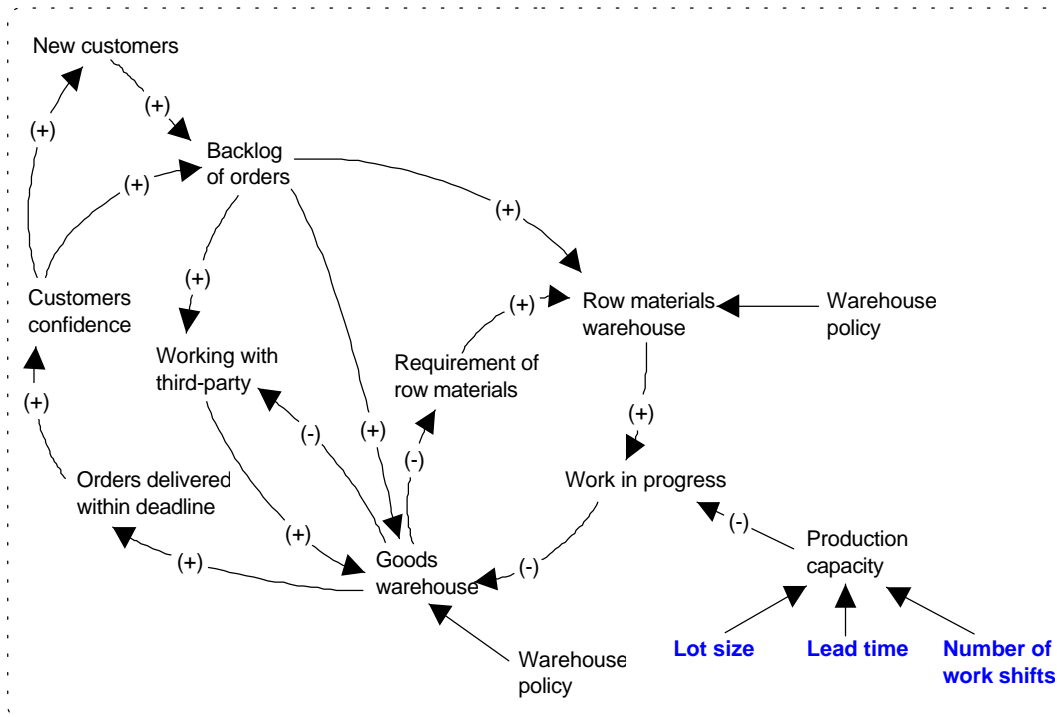 New customers
(+)
(+)
Backlog
of orders
(+)
(+)
(+)
Customers
confidence
(+)
Row materials
warehouse
Warehouse
policy
Working with
third-party
Requirement of
row materials
(+)
(+)
(+)
(-)
(-)
Orders delivered
within deadline
Work in progress
(-)
Production
capacity
(+)
(+)
Goods
warehouse
(-)
Lot size
Lead time
Number of
work shifts
Warehouse
policy